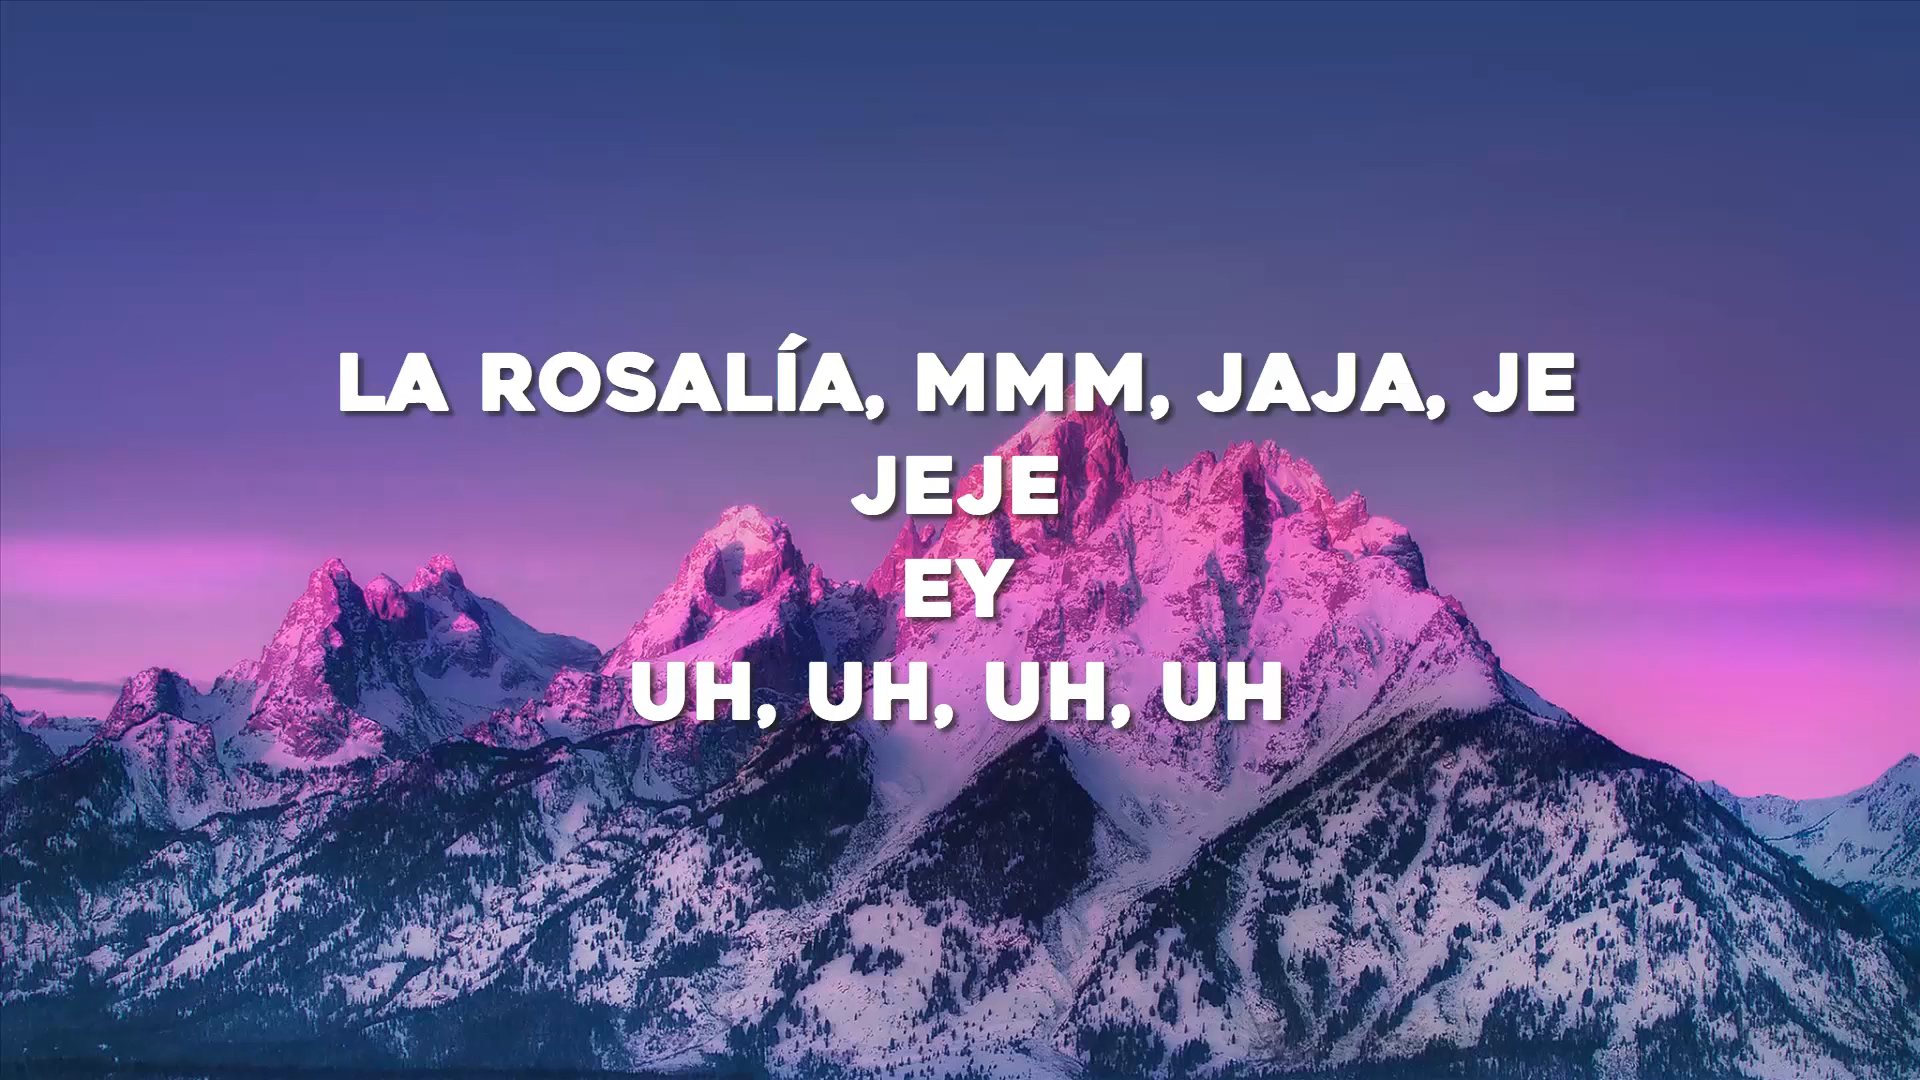 LA ROSALÍA, MMM, JAJA, JE
JEJE
EY
UH, UH, UH, UH